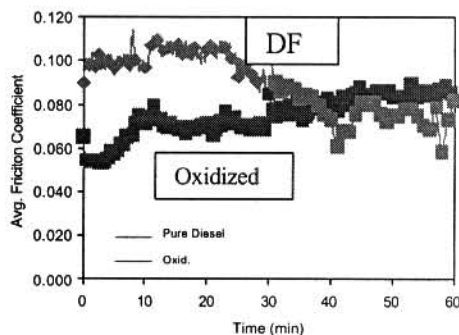 0.120
0.100
0.080
0.060
0.040
0.020
0.000
Avg. Friciton Coefficient
DF
Oxidized
Pure Diesel
Oxid.
0 10 20 30 40 50 60
Time (min)